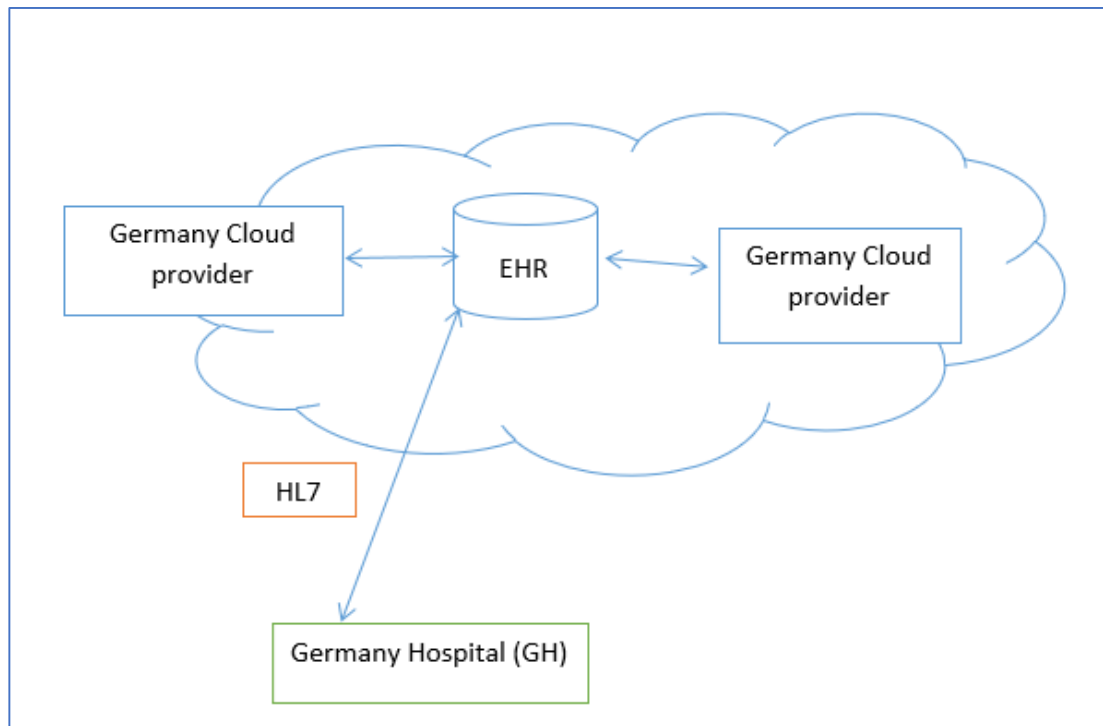 Germany Cloud
provider
EHR
Germany Cloud
provider
HL7
Germany Hospital (GH)